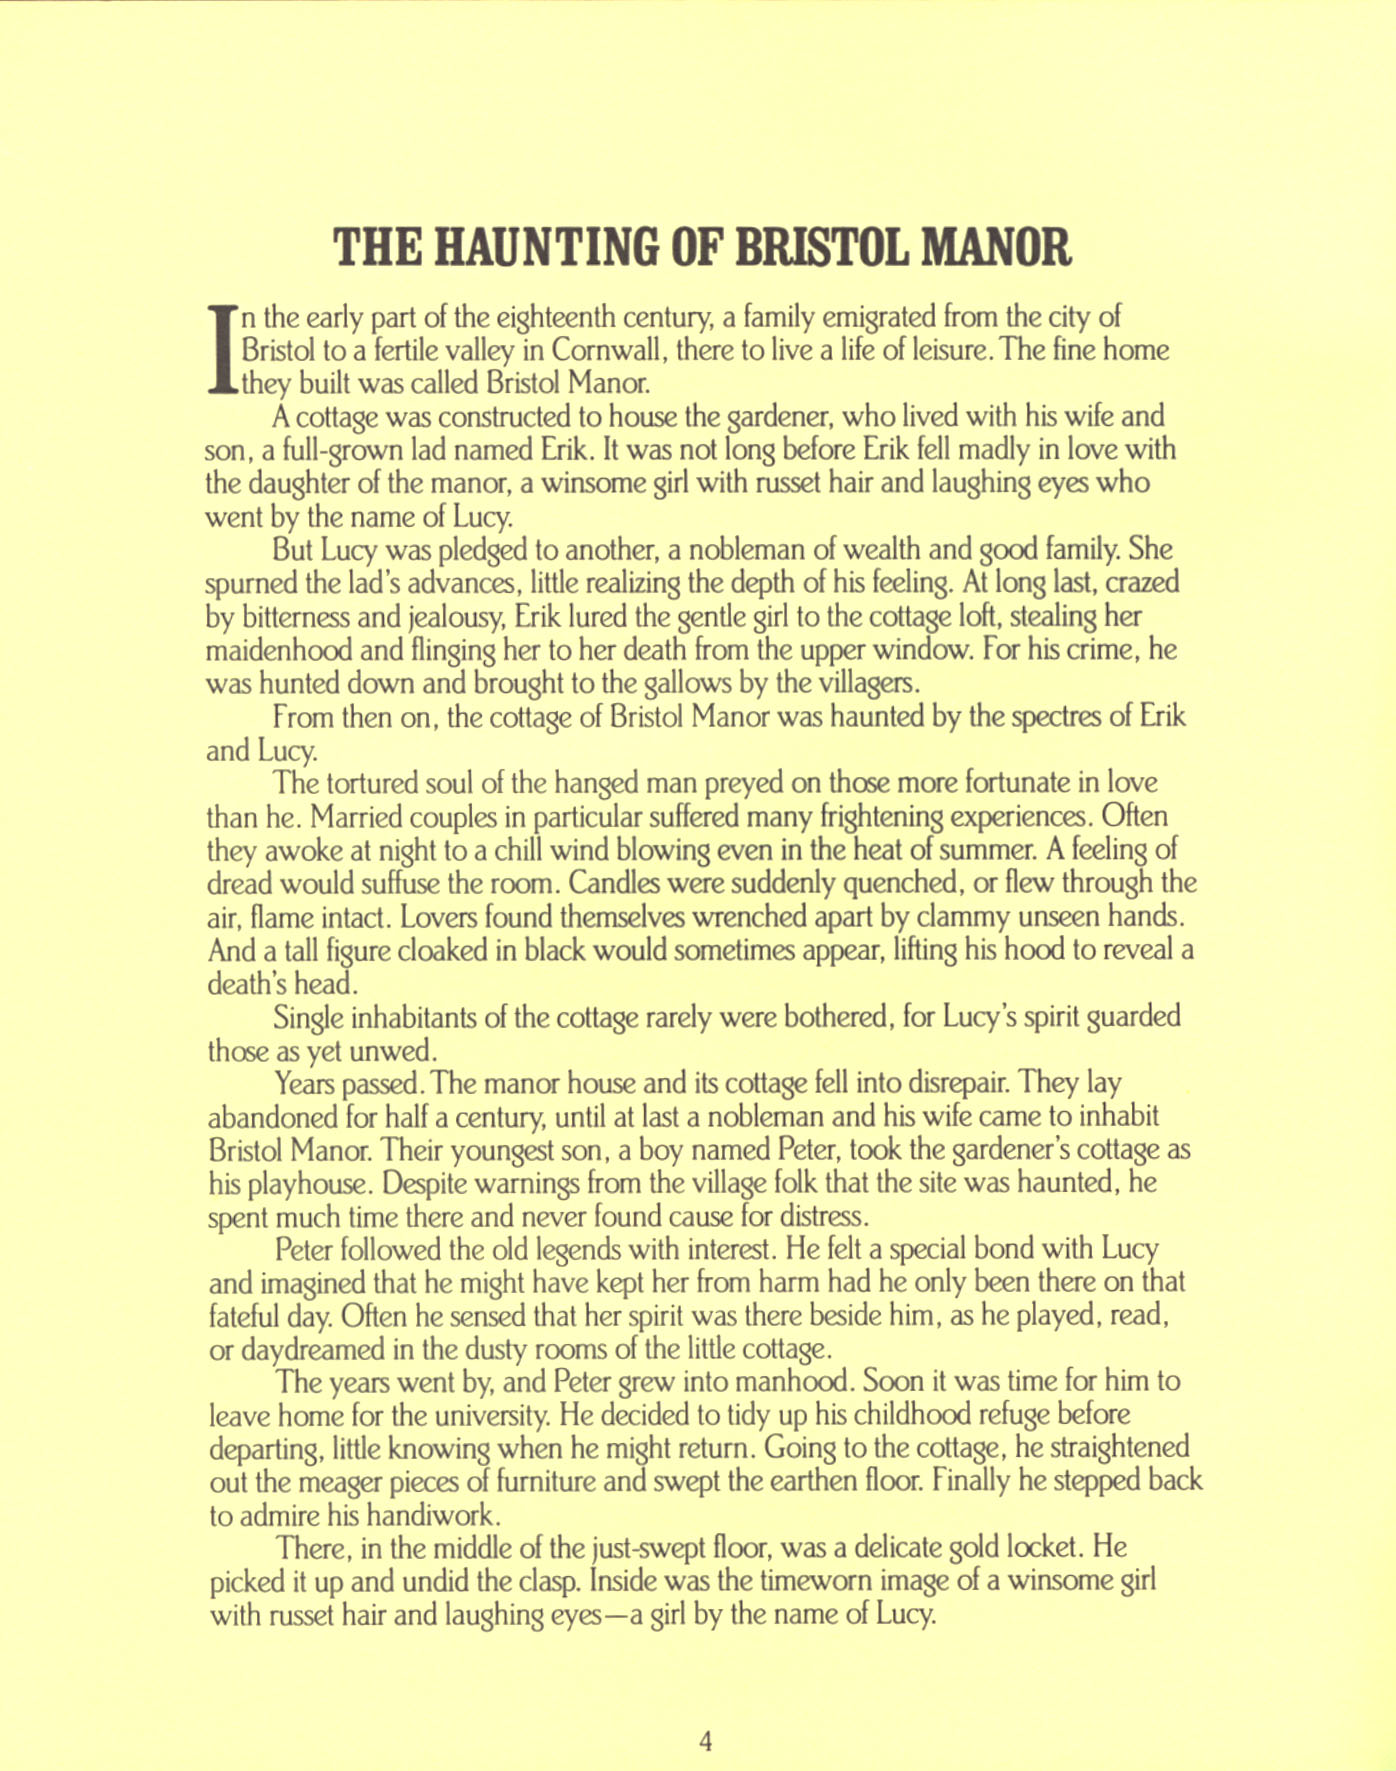 THE HAUNTING OF BRISTOL MANOR
In the early part of the eighteenth century, a family emigrated from the city of
Bristol to a fertile valley in Cornwall, there to live a life of leisure. The fine home
they built was called Bristol Manor.
A cottage was constructed to house the gardener, who lived with his wife and
son, a full-grown lad named Erik. It was not long before Erik fell madly in love with
the daughter of the manor, a winsome girl with russet hair and laughing eyes who
went by the name of Lucy.
But Lucy was pledged to another, a nobleman of wealth and good family. She
spurned the lad's advances, little realizing the depth of his feeling. At long last, crazed
by bitterness and jealousy, Erik lured the gentle girl to the cottage loft, stealing her
maidenhood and flinging her to her death from the upper window. For his crime, he
was hunted down and brought to the gallows by the villagers.
From then on, the cottage of Bristol Manor was haunted by the spectres of Erik
and Lucy.
The tortured soul of the hanged man preyed on those more fortunate in love
than he. Married couples in particular suffered many frightening experiences. Often
they awoke at night to a chill wind blowing even in the heat of summer. A feeling of
dread would suffuse the room. Candles were suddenly quenched, or flew through the
air, flame intact. Lovers found themselves wrenched apart by clammy unseen hands.
And a tall figure cloaked in black would sometimes appear, lifting his hood to reveal a
death's head.
Single inhabitants of the cottage rarely were bothered, for Lucy's spirit guarded
those as yet unwed.
Years passed. The manor house and its cottage fell into disrepair. They lay
abandoned for half a century, until at last a nobleman and his wife came to inhabit
Bristol Manor. Their youngest son, a boy named Peter, took the gardener's cottage as
his playhouse. Despite warnings from the village folk that the site was haunted, he
spent much time there and never found cause for distress.
Peter followed the old legends with interest. He felt a special bond with Lucy
and imagined that he might have kept her from harm had he only been there on that
fateful day. Often he sensed that her spirit was there beside him, as he played, read,
or daydreamed in the dusty rooms of the little cottage.
The years went by, and Peter grew into manhood. Soon it was time for him to
leave home for the university. He decided to tidy up his childhood refuge before
departing, little knowing when he might return. Going to the cottage, he straightened
out the meager pieces of furniture and swept the earthen floor. Finally he stepped back
to admire his handiwork.
There, in the middle of the just-swept floor, was a delicate gold locket. He
picked it up and undid the clasp. Inside was the timeworn image of a winsome girl
with russet hair and laughing eyes—a girl by the name of Lucy.
4